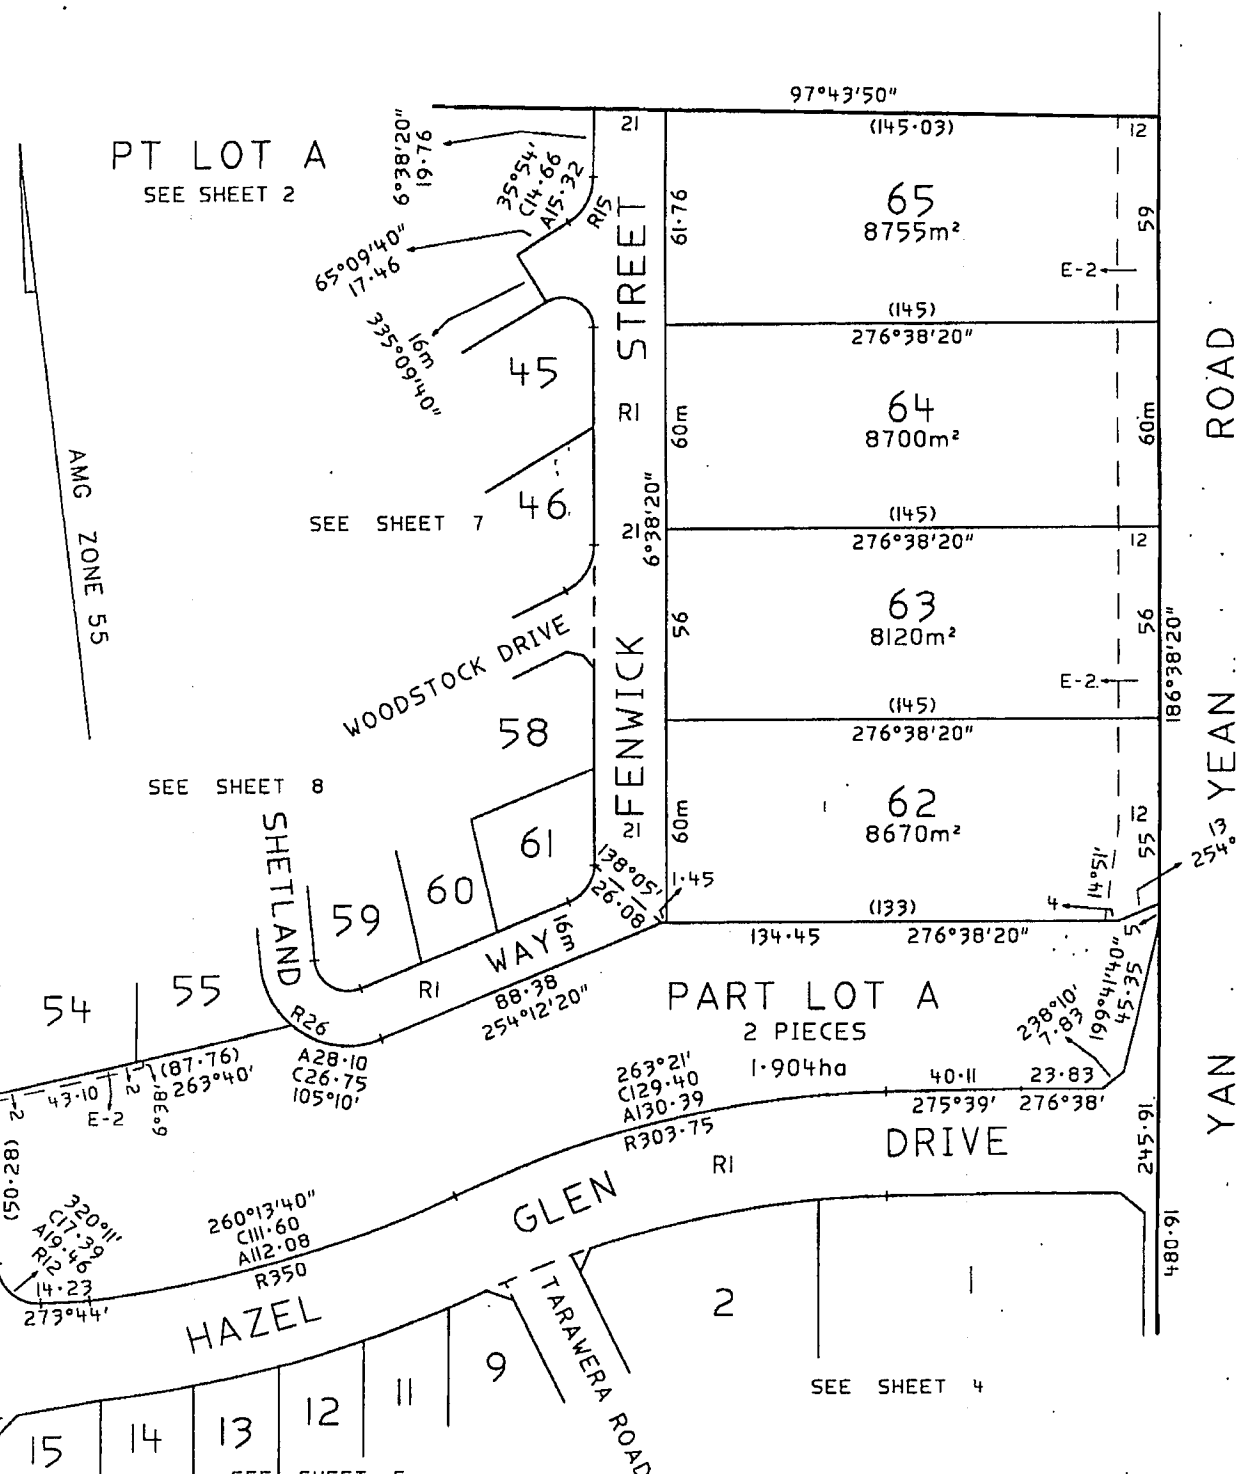 97°43'50"
(145·03)
21
12
PT LOT A
SEE SHEET 2
6°38'20"
19·76
35°54'
C14·66
A15·32
R15
65°09'40"
17·46
16m
335°09'40"
61·76
65
8755m²
59
E-2
(145)
276°38'20"
STREET
45
R1
60m
64
8700m²
60m
ROAD
AMG ZONE 55
46
SEE SHEET 7
21
6°38'20"
(145)
276°38'20"
12
WOODSTOCK DRIVE
56
63
8120m²
56
186°38'20"
E-2
(145)
276°38'20"
58
FENWICK
YEAN
SEE SHEET 8
SHETLAND
61
21
60m
62
8670m²
12
55
13
254°
14°51'
138°05'
26·08
1·45
4
5
59
60
16m
WAY
R1
(133)
134·45
276°38'20"
54
55
88·38
254°12'20"
PART LOT A
2 PIECES
1·904ha
199°41'40"
45·35
238°10'
7·83
R26
A28·10
C26·75
105°10'
(87·76)
263°40'
2
43·10
2
E-2
6°38'
(50·28)
263°21'
C129·40
A130·39
R303·75
40·11
275°39'
23·83
276°38'
YAN
245·91
480·91
R1
DRIVE
GLEN
HAZEL
320°11'
C17·39
A19·46
R12
14·23
273°44'
260°13'40"
C111·60
A112·08
R350
TARAWERA ROAD
2
1
SEE SHEET 4
9
11
12
13
14
15